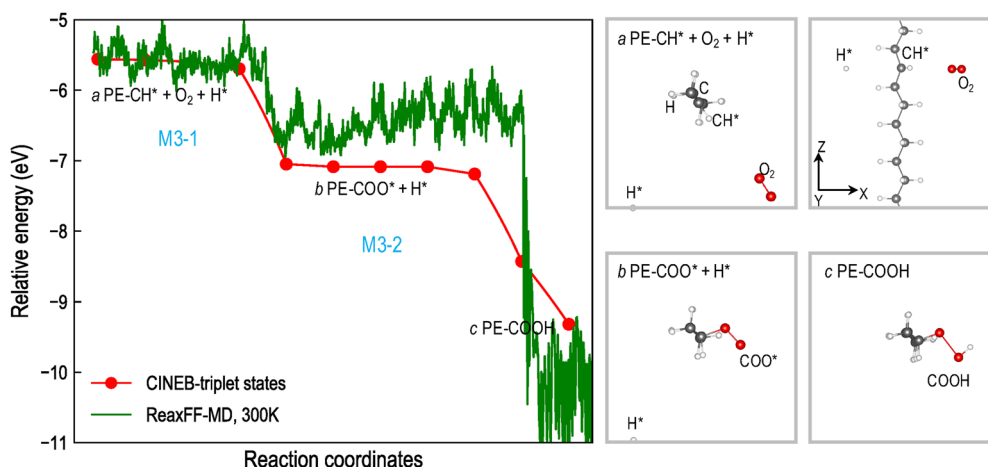 Relative energy (eV)
−5
−6
−7
−8
−9
−10
−11
a PE-CH* + O₂ + H*
M3-1
b PE-COO* + H*
M3-2
c PE-COOH
CINEB-triplet states
ReaxFF-MD, 300K
Reaction coordinates
a PE-CH* + O₂ + H*
C
H
CH*
O₂
H*
H*
CH*
O₂
Z
Y
X
b PE-COO* + H*
COO*
H*
c PE-COOH
COOH